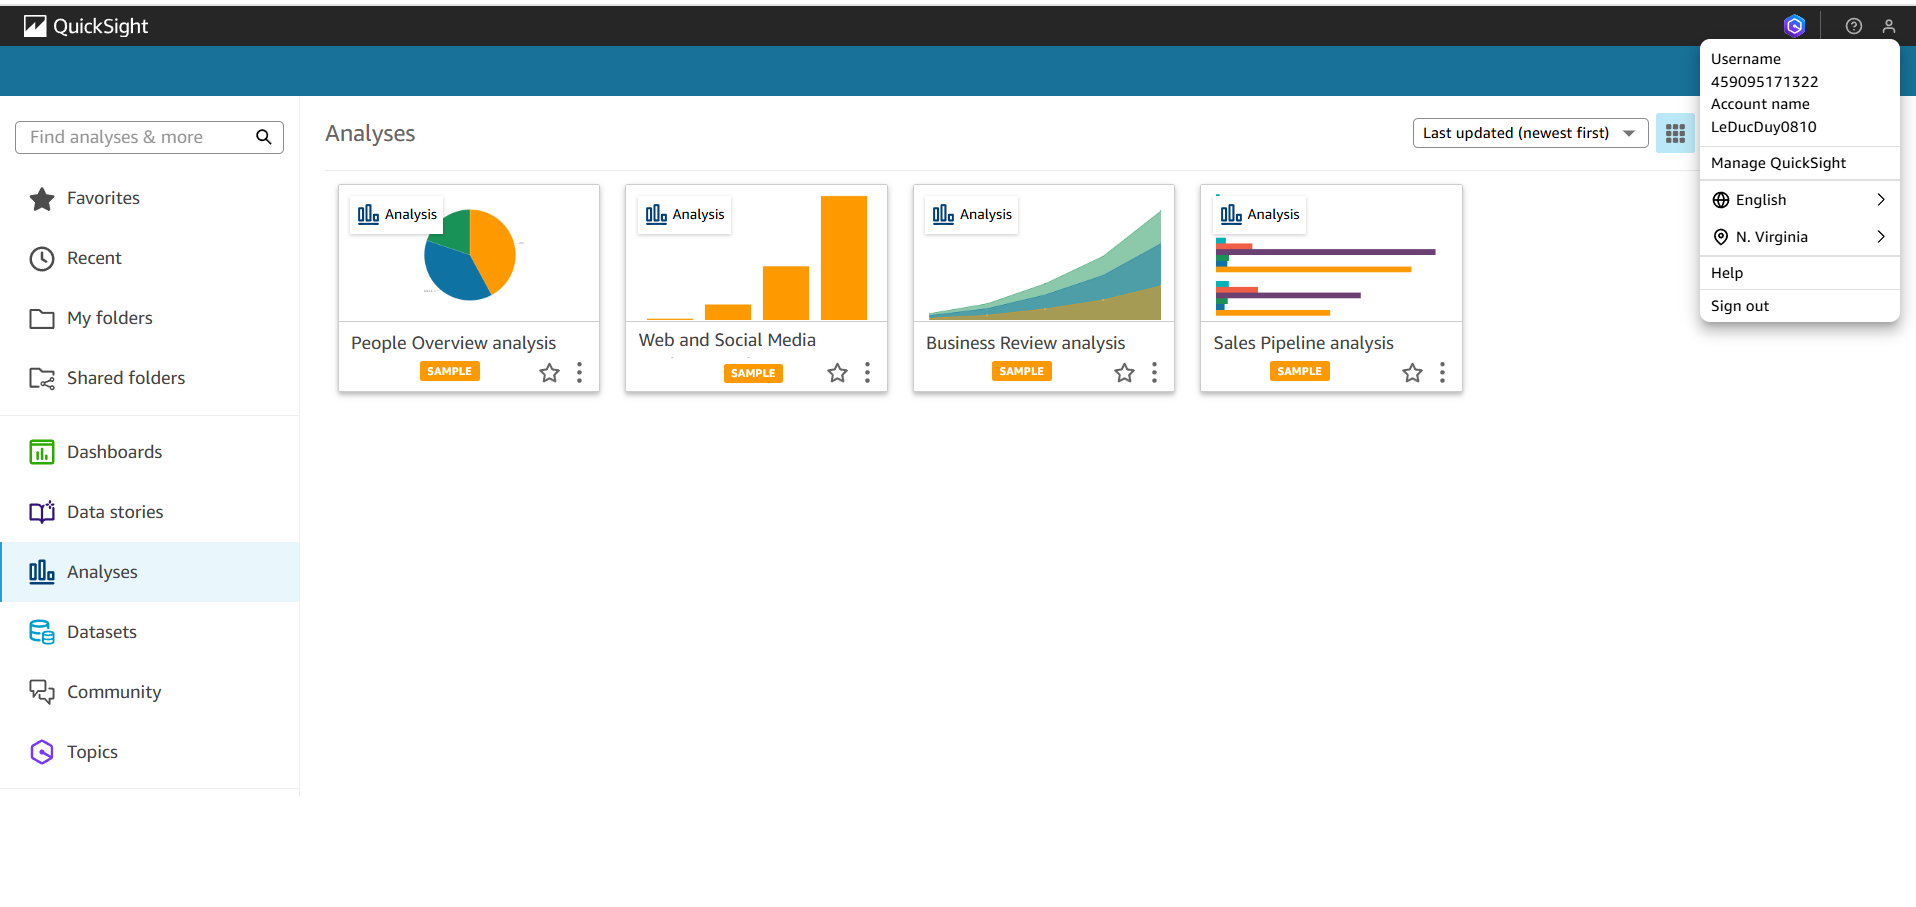 QuickSight
Username
459095171322
Account name
LeDucDuy0810
Manage QuickSight
English
N. Virginia
Help
Sign out
Find analyses & more
Favorites
Recent
My folders
Shared folders
Dashboards
Data stories
Analyses
Datasets
Community
Topics
Analyses
Last updated (newest first)
Analysis
People Overview analysis
SAMPLE
Analysis
Web and Social Media
SAMPLE
Analysis
Business Review analysis
SAMPLE
Analysis
Sales Pipeline analysis
SAMPLE